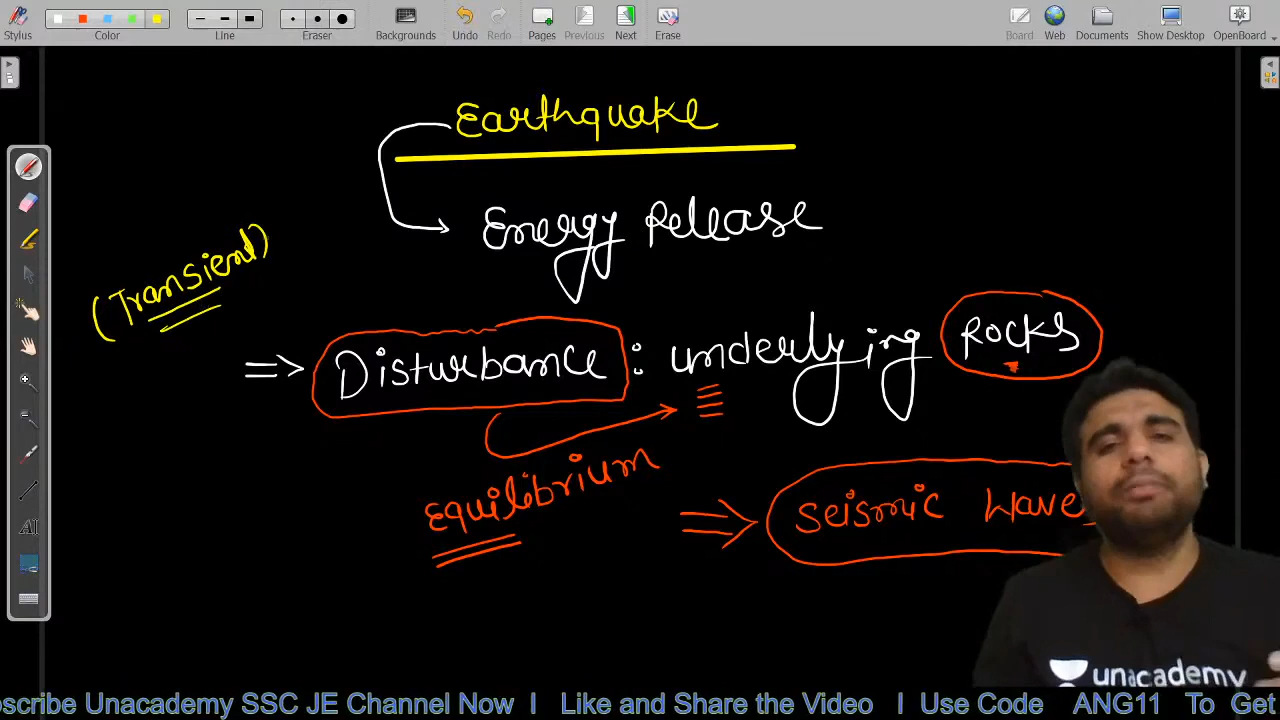 Stylus Color Line Eraser Backgrounds Undo Redo Pages Previous Next Erase Board Web Documents Show Desktop OpenBoard
Earthquake
Energy Release
(Transient)
=> Disturbance : underlying Rocks
Equilibrium
=> Seismic Waves
unacademy
bscribe Unacademy SSC JE Channel Now I Like and Share the Video I Use Code ANG11 To Get